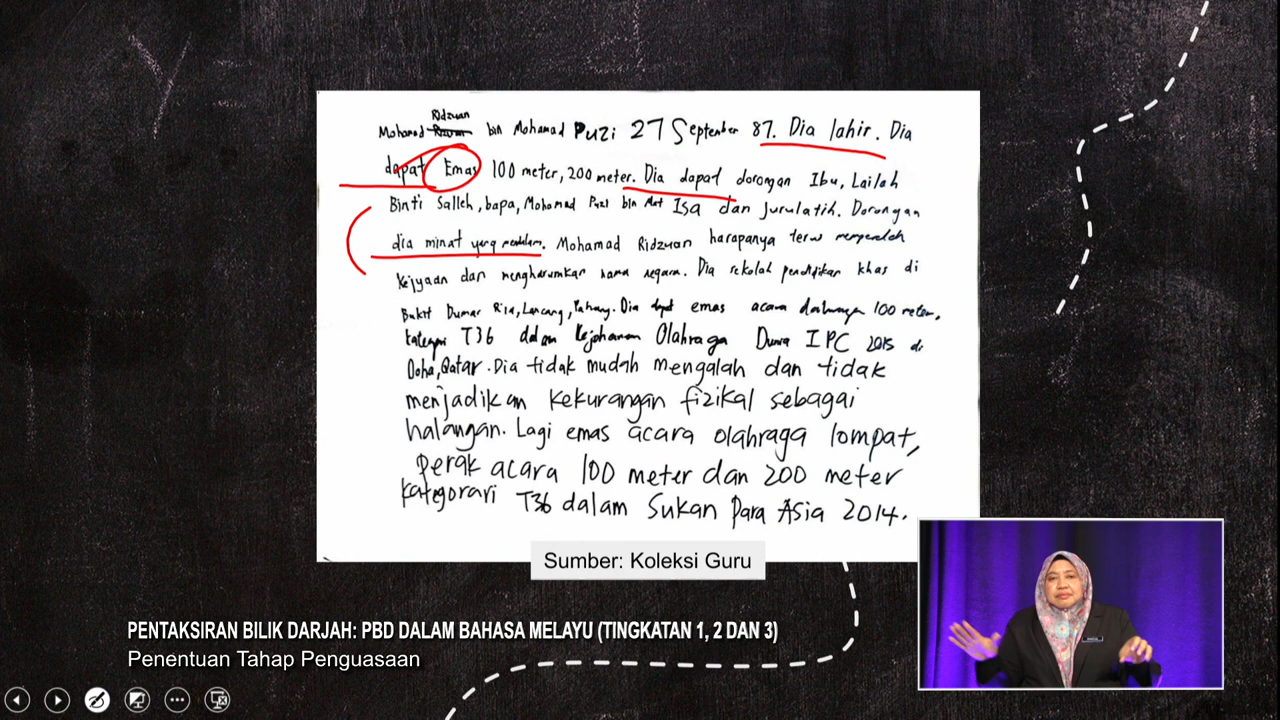 Ridzuan
Mohamad bin Mohamad Puzi 27 September 87. Dia lahir. Dia
dapat Emas 100 meter, 200 meter. Dia dapat dorongan Ibu, Lailah
Binti Salleh, bapa, Mohamad Puzi bin Mat Isa dan Jurulatih. Dorongan
dia minat yang mendalam. Mohamad Ridzuan harapanya terus memperoleh
Kejyaan dan mengharumkan nama negara. Dia sekolah pendidikan khas di
Bukit Damar Ria, Lancang, Pahang. Dia dapat emas acara 100 meter,
kategori T36 dalam Kejohanan Olahraga Dunia IPC 2015 di
Doha, Qatar. Dia tidak mudah mengalah dan tidak
menjadikan kekurangan fizikal sebagai
halangan. Lagi emas acara olahraga lompat,
perak acara 100 meter dan 200 meter
kategorari T36 dalam Sukan Para Asia 2014.
Sumber: Koleksi Guru
PENTAKSIRAN BILIK DARJAH: PBD DALAM BAHASA MELAYU (TINGKATAN 1, 2 DAN 3)
Penentuan Tahap Penguasaan